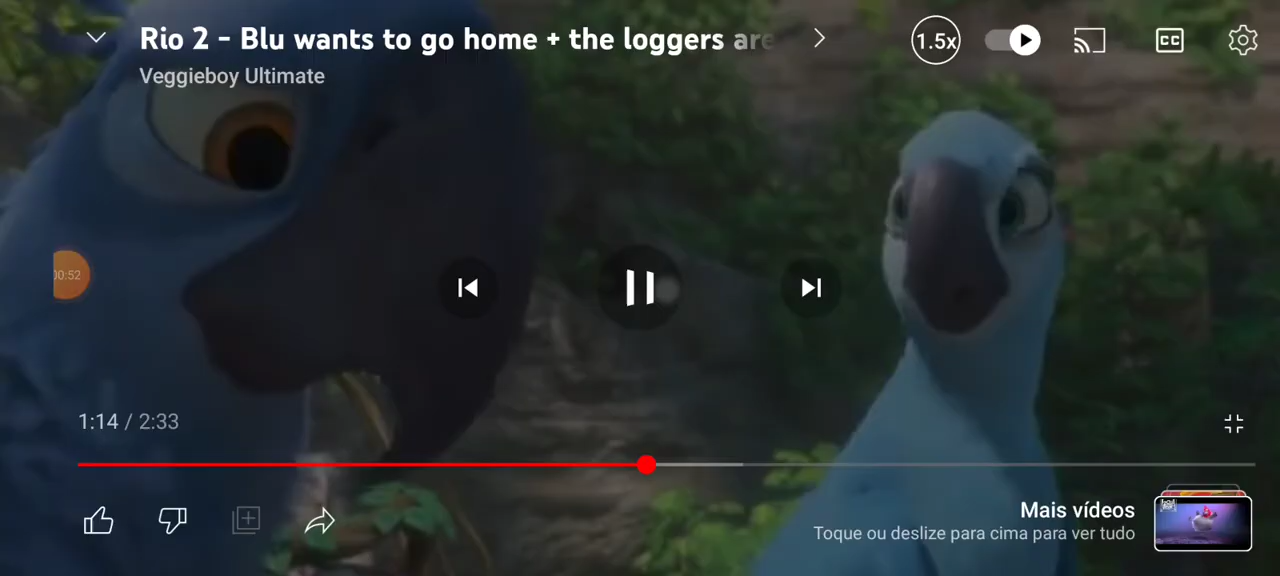 Rio 2 - Blu wants to go home + the loggers are
1.5x
CC
Veggieboy Ultimate
00:52
1:14 / 2:33
Mais vídeos
Toque ou deslize para cima para ver tudo